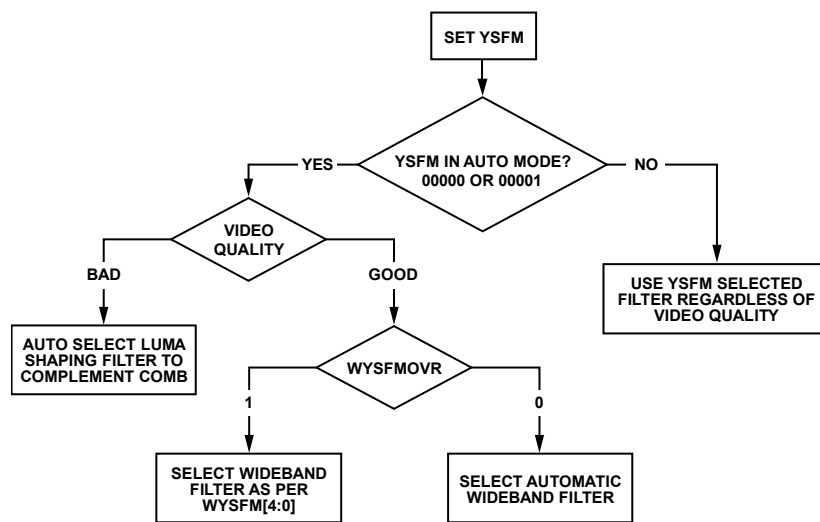 SET YSFM
YSFM IN AUTO MODE?
00000 OR 00001
YES
NO
VIDEO
QUALITY
BAD
GOOD
USE YSFM SELECTED
FILTER REGARDLESS OF
VIDEO QUALITY
AUTO SELECT LUMA
SHAPING FILTER TO
COMPLEMENT COMB
WYSFMOVR
1
0
SELECT WIDEBAND
FILTER AS PER
WYSFM[4:0]
SELECT AUTOMATIC
WIDEBAND FILTER